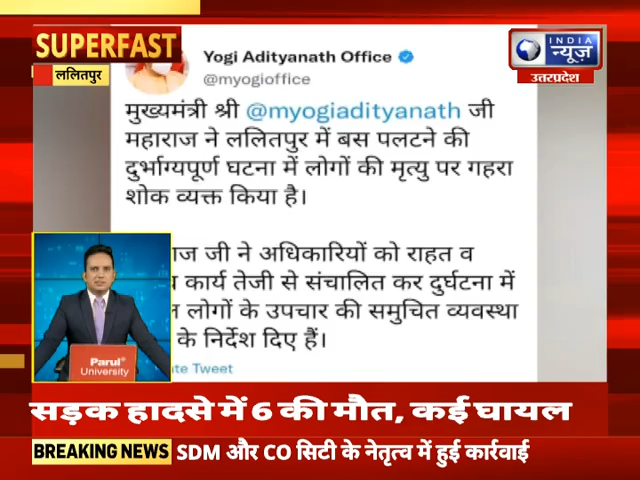 SUPERFAST
ललितपुर
INDIA
न्यूज़
उत्तरप्रदेश
Yogi Adityanath Office
@myogioffice
मुख्यमंत्री श्री @myogiadityanath जी
महाराज ने ललितपुर में बस पलटने की
दुर्भाग्यपूर्ण घटना में लोगों की मृत्यु पर गहरा
शोक व्यक्त किया है।
राज जी ने अधिकारियों को राहत व
कार्य तेजी से संचालित कर दुर्घटना में
लोगों के उपचार की समुचित व्यवस्था
के निर्देश दिए हैं।
Tweet
Parul
University
सड़क हादसे में 6 की मौत, कई घायल
BREAKING NEWS
SDM और CO सिटी के नेतृत्व में हुई कार्रवाई